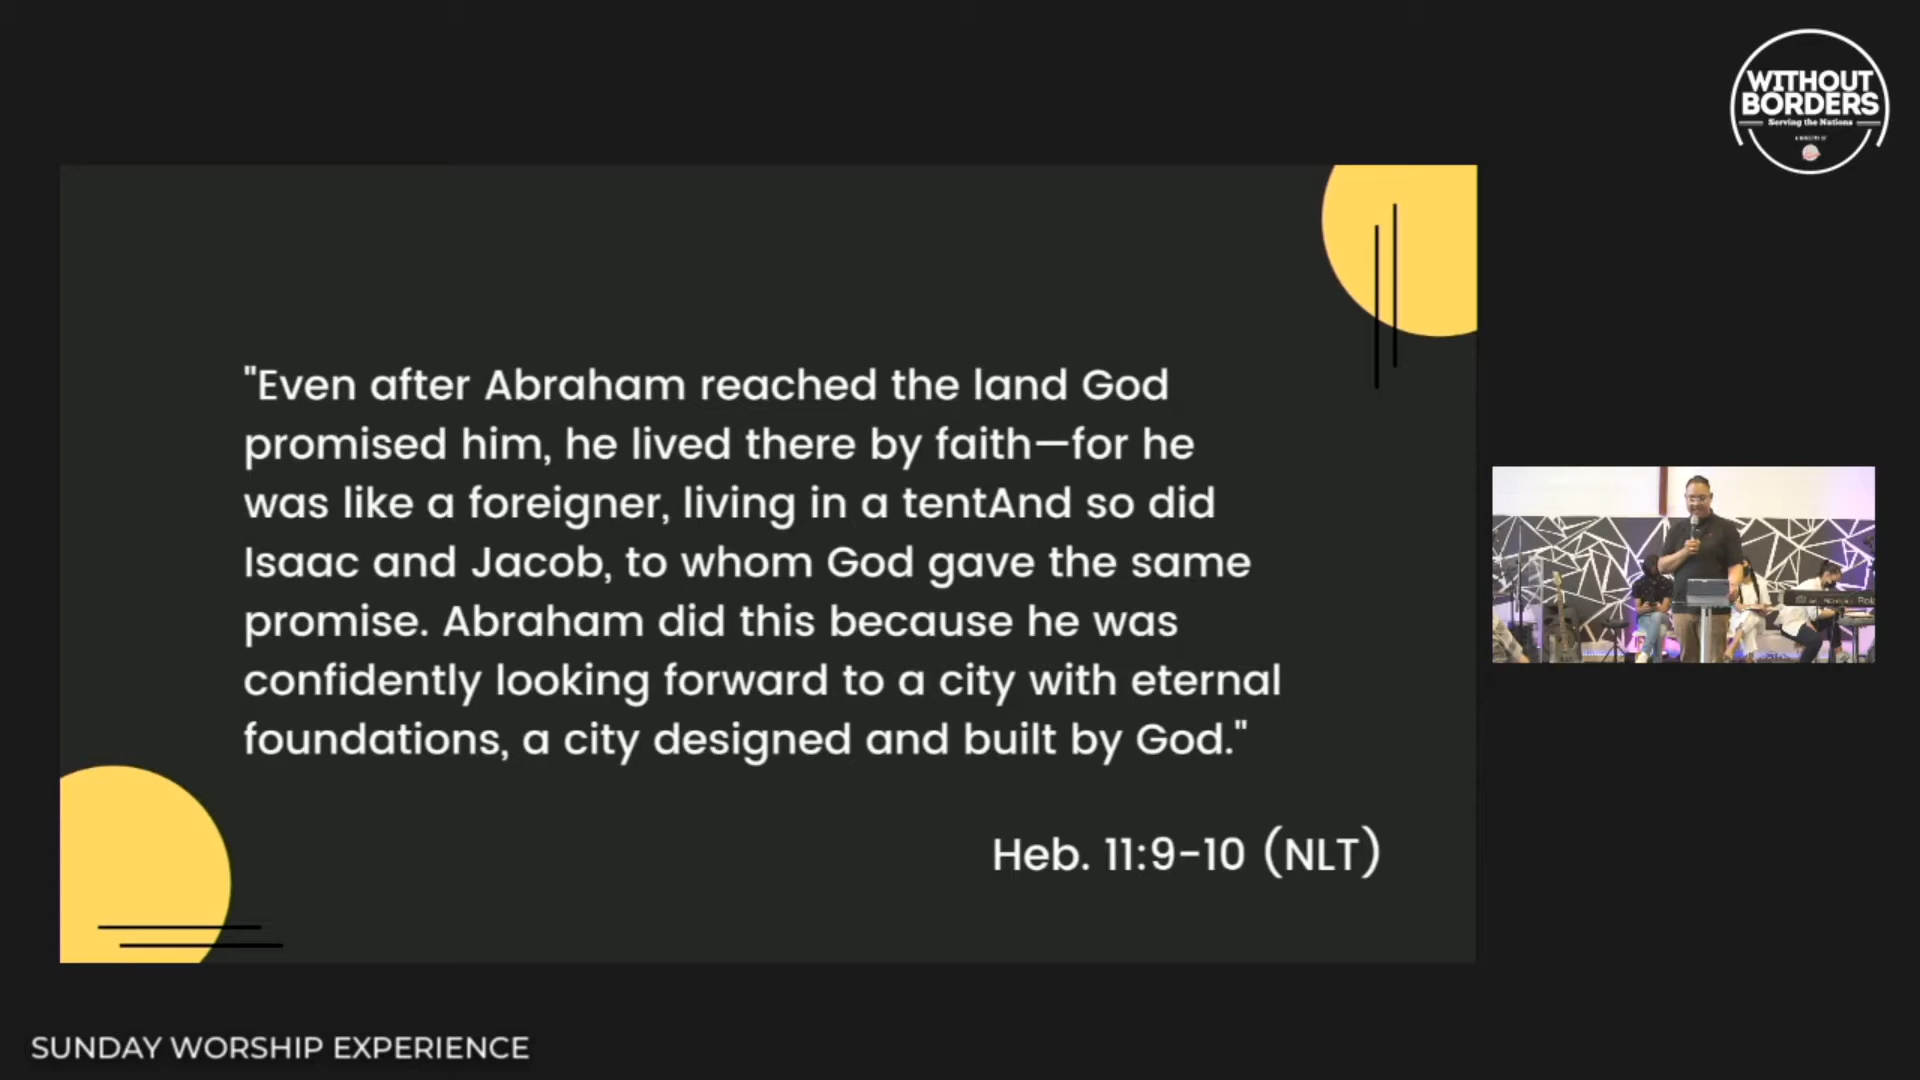 WITHOUT
BORDERS
Serving the Nations
A MINISTRY OF
"Even after Abraham reached the land God
promised him, he lived there by faith—for he
was like a foreigner, living in a tentAnd so did
Isaac and Jacob, to whom God gave the same
promise. Abraham did this because he was
confidently looking forward to a city with eternal
foundations, a city designed and built by God."
Heb. 11:9-10 (NLT)
SUNDAY WORSHIP EXPERIENCE